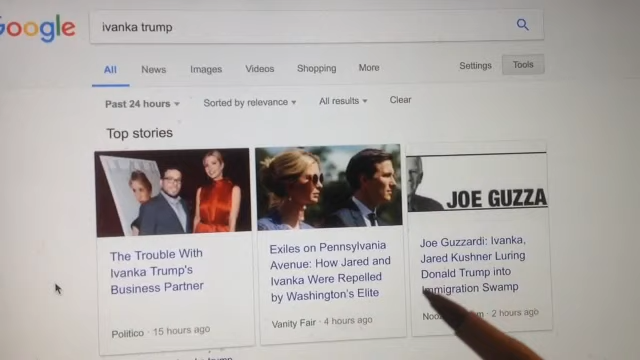 Google
ivanka trump
All News Images Videos Shopping More Settings Tools
Past 24 hours Sorted by relevance All results Clear
Top stories
JOE GUZZA
The Trouble With
Ivanka Trump's
Business Partner
Politico · 15 hours ago
Exiles on Pennsylvania
Avenue: How Jared and
Ivanka Were Repelled
by Washington's Elite
Vanity Fair · 4 hours ago
Joe Guzzardi: Ivanka,
Jared Kushner Luring
Donald Trump into
Immigration Swamp
2 hours ago